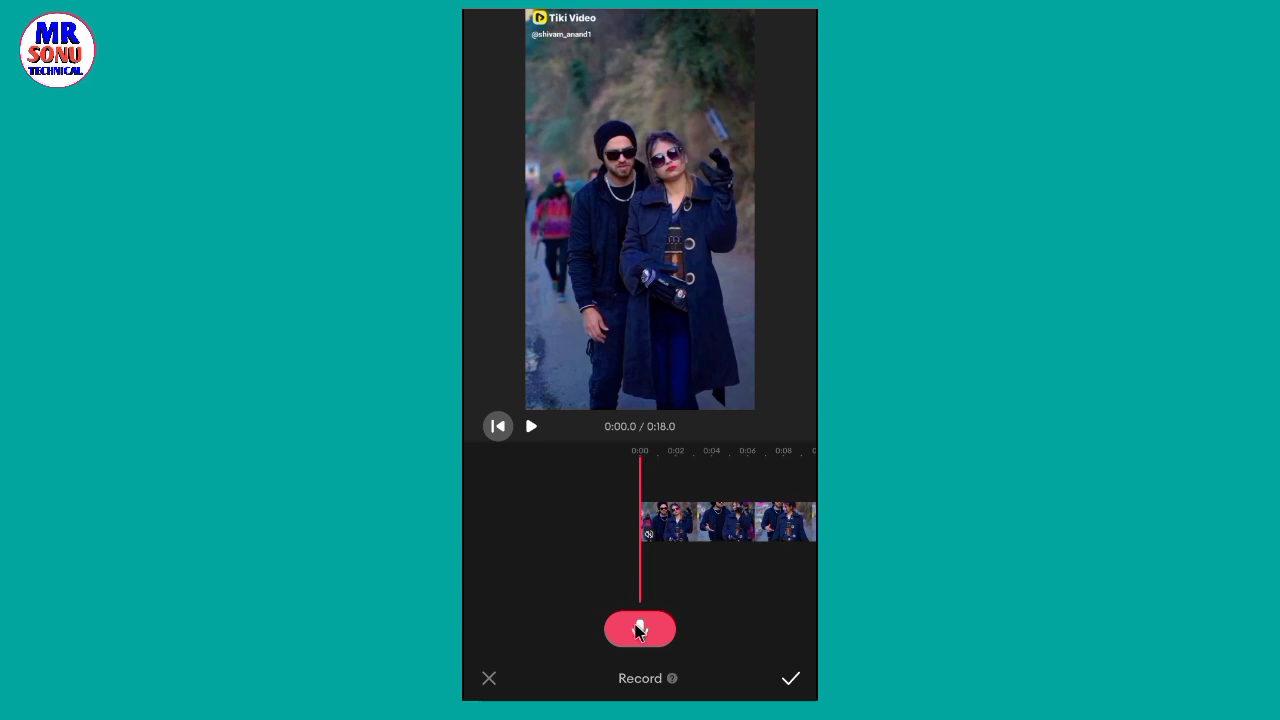 MR
SONU
TECHNICAL
Tiki Video
@shivam_anand1
0:00.0 / 0:18.0
0:00 0:02 0:04 0:06 0:08
Record